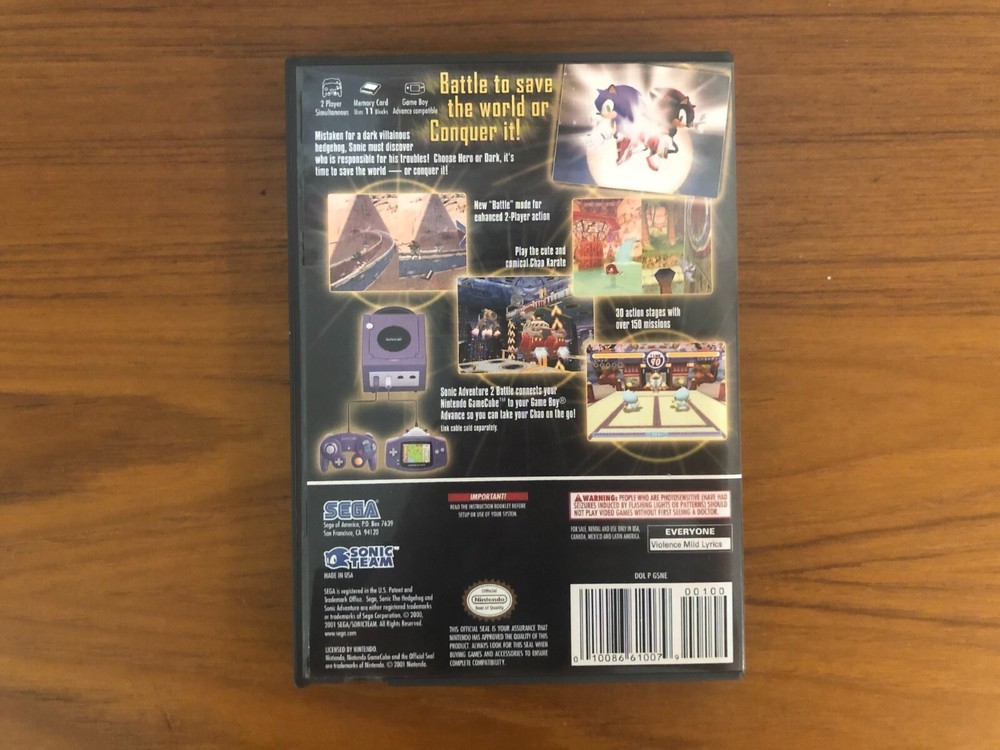 2 Player
Simultaneous
Memory Card
Uses 11 Blocks
Game Boy
Advance compatible
Battle to save
the world or
Conquer it!
Mistaken for a dark villainous
hedgehog, Sonic must discover
who is responsible for his troubles! Choose Hero or Dark, it's
time to save the world — or conquer it!
New "Battle" mode for
enhanced 2-Player action
Play the cute and
comical Chao Karate
30 action stages with
over 150 missions
90
Sonic Adventure 2 Battle connects your
Nintendo GameCube™ to your Game Boy®
Advance so you can take your Chao on the go!
Link cable sold separately.
SEGA®
Sega of America, P.O. Box 7639
San Francisco, CA 94120
SONIC
TEAM™
MADE IN USA
SEGA is registered in the U.S. Patent and
Trademark Office. Sega, Sonic The Hedgehog and
Sonic Adventure are either registered trademarks
or trademarks of Sega Corporation. © 2000,
2001 SEGA/SONICTEAM. All Rights Reserved.
www.sega.com
LICENSED BY NINTENDO.
Nintendo, Nintendo GameCube and the Official Seal
are trademarks of Nintendo. © 2001 Nintendo.
IMPORTANT!
READ THE INSTRUCTION BOOKLET BEFORE
SETUP OR USE OF YOUR SYSTEM.
Official
Nintendo
Seal of Quality
THIS OFFICIAL SEAL IS YOUR ASSURANCE THAT
NINTENDO HAS APPROVED THE QUALITY OF THIS
PRODUCT. ALWAYS LOOK FOR THIS SEAL WHEN
BUYING GAMES AND ACCESSORIES TO ENSURE
COMPLETE COMPATIBILITY.
WARNING: PEOPLE WHO ARE PHOTOSENSITIVE (HAVE HAD
SEIZURES INDUCED BY FLASHING LIGHTS OR PATTERNS) SHOULD
NOT PLAY VIDEO GAMES WITHOUT FIRST SEEING A DOCTOR.
FOR SALE, RENTAL AND USE ONLY IN USA,
CANADA, MEXICO AND LATIN AMERICA.
EVERYONE
Violence Mild Lyrics
DOL P GSNE
00100
0 10086 61007 9